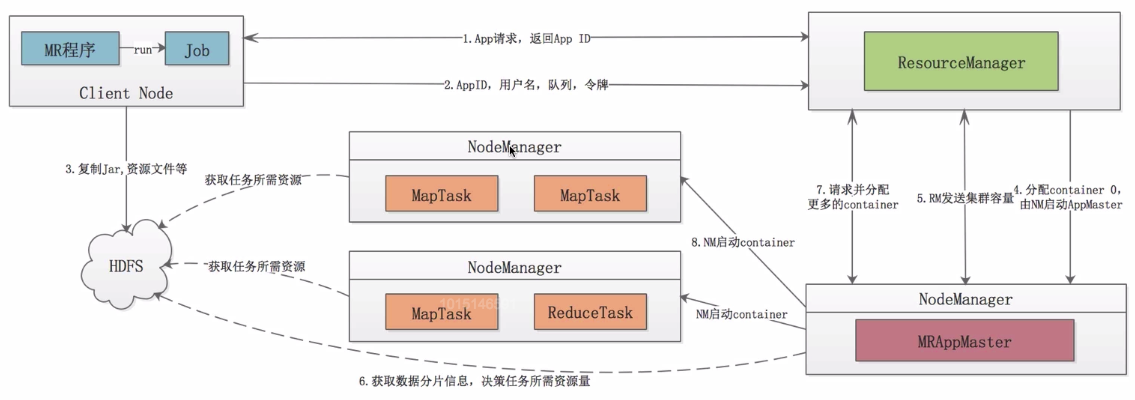 MR程序
run
Job
Client Node
1.App请求，返回App ID
2.AppID，用户名，队列，令牌
ResourceManager
3.复制Jar,资源文件等
NodeManager
MapTask
MapTask
获取任务所需资源
7.请求并分配
更多的container
5.RM发送集群容量
4.分配container 0，
由NM启动AppMaster
8.NM启动container
HDFS
获取任务所需资源
NodeManager
MapTask
ReduceTask
NM启动container
NodeManager
MRAppMaster
6.获取数据分片信息，决策任务所需资源量